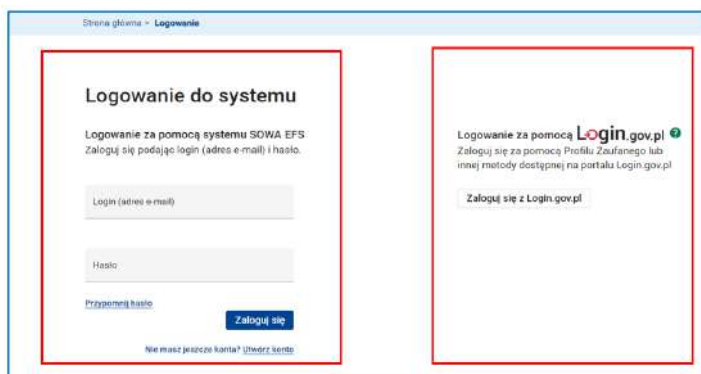 Strona główna > Logowanie
Logowanie do systemu
Logowanie za pomocą systemu SOWA EFS
Zaloguj się podając login (adres e-mail) i hasło.
Login (adres e-mail)
Hasło
Przypomnij hasło
Zaloguj się
Nie masz jeszcze konta? Utwórz konto
Logowanie za pomocą Login.gov.pl ?
Zaloguj się za pomocą Profilu Zaufanego lub
innej metody dostępnej na portalu Login.gov.pl
Zaloguj się z Login.gov.pl